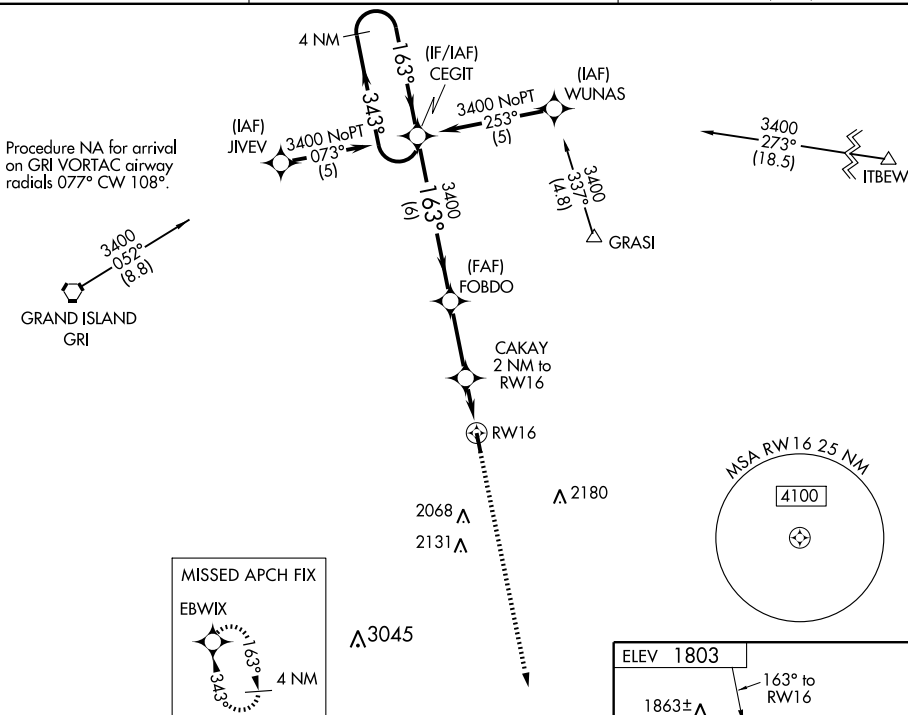 4 NM
163°
343°
(IF/IAF)
CEGIT
(IAF)
WUNAS
3400 NoPT
253°
(5)
(IAF)
JIVEV
3400 NoPT
073°
(5)
3400
273°
(18.5)
ITBEW
Procedure NA for arrival
on GRI VORTAC airway
radials 077° CW 108°.
3400
337°
(4.8)
GRASI
3400
163°
(6)
3400
052°
(8.8)
GRAND ISLAND
GRI
(FAF)
FOBDO
CAKAY
2 NM to
RW16
RW16
MSA RW16 25 NM
4100
2180
2068
2131
MISSED APCH FIX
EBWIX
163°
343°
4 NM
3045
ELEV 1803
163° to
RW16
1863±